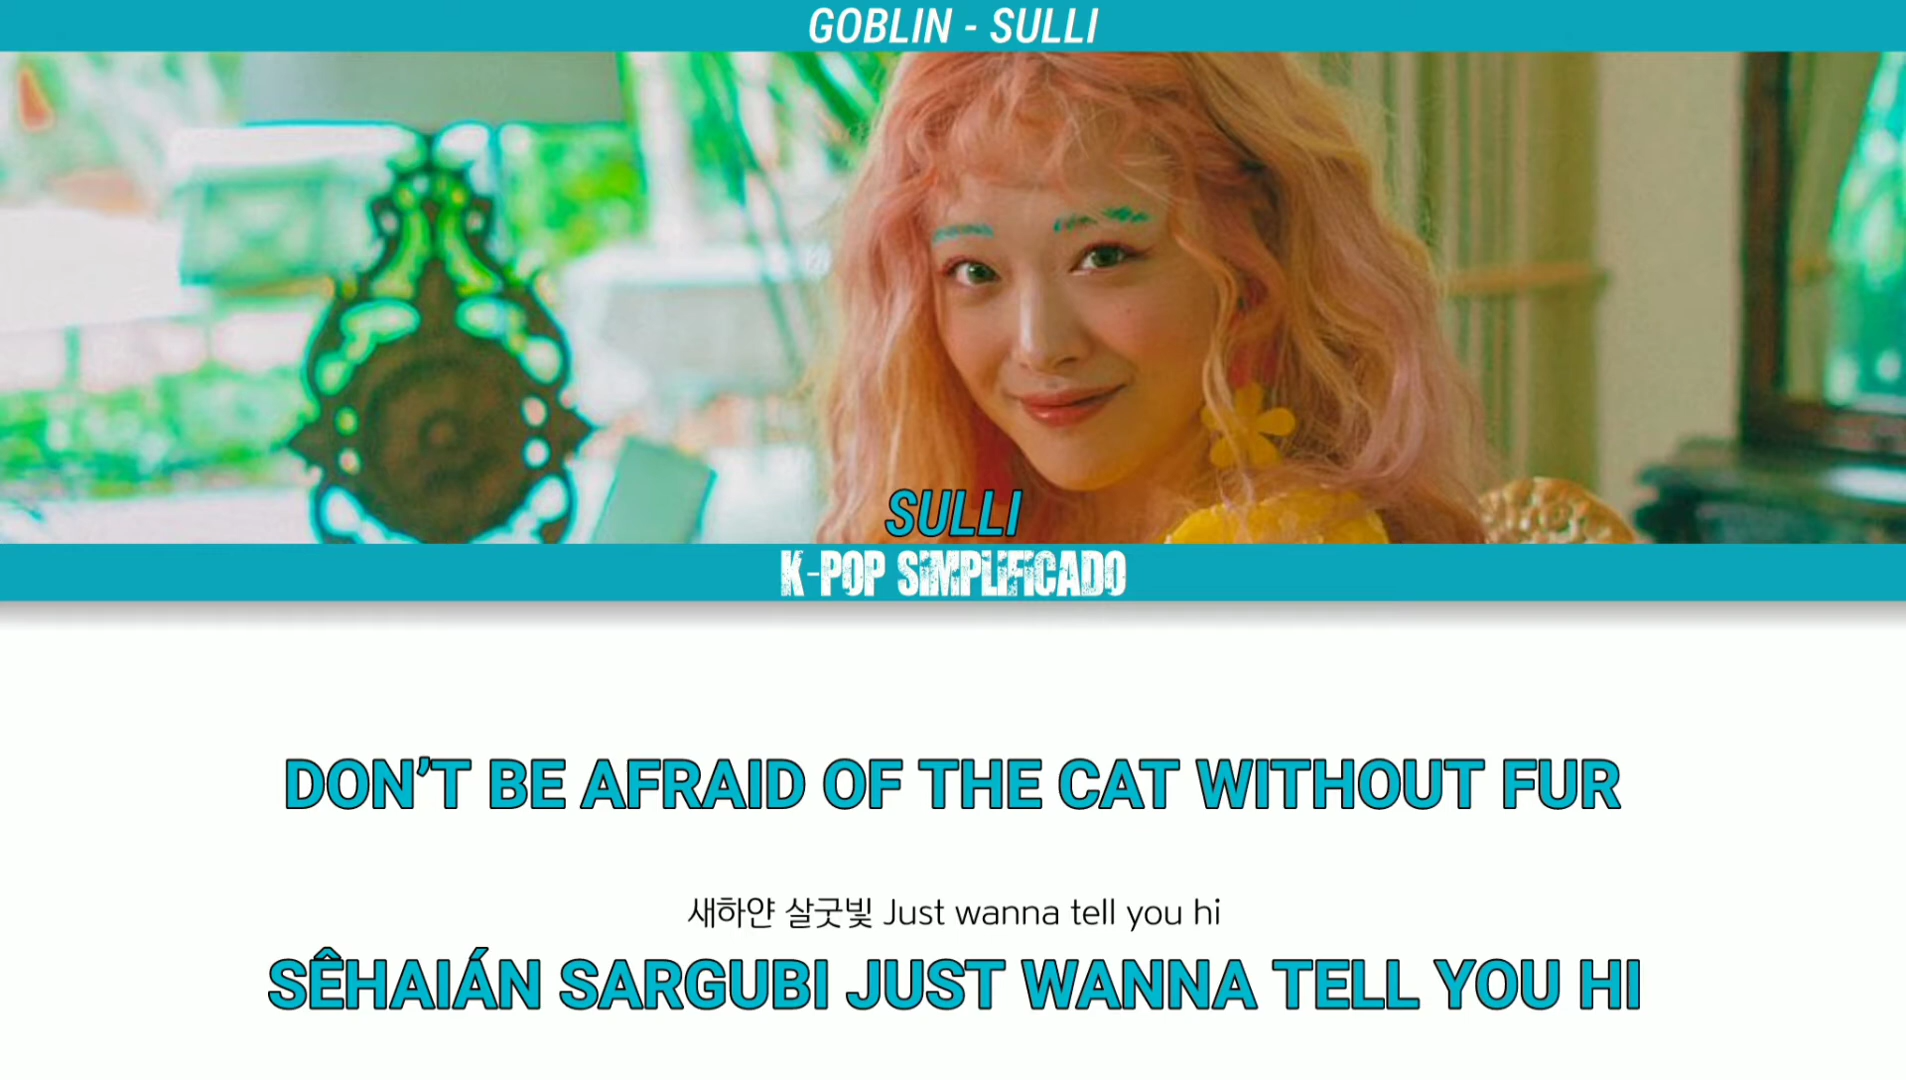 GOBLIN - SULLI
SULLI
K-POP SIMPLIFICADO
DON'T BE AFRAID OF THE CAT WITHOUT FUR
새하얀 살굿빛 Just wanna tell you hi
SÊHAIÁN SARGUBI JUST WANNA TELL YOU HI